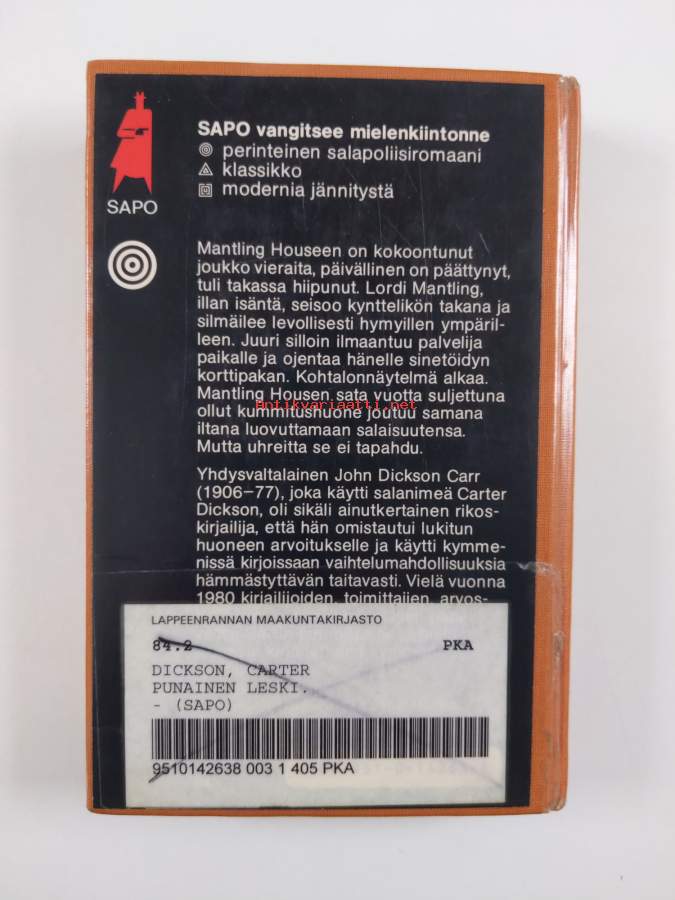 SAPO vangitsee mielenkiintonne
perinteinen salapoliisiromaani
klassikko
modernia jännitystä
SAPO
Mantling Houseen on kokoontunut
joukko vieraita, päivällinen on päättynyt,
tuli takassa hiipunut. Lordi Mantling,
illan isäntä, seisoo kynttelikön takana ja
silmäilee levollisesti hymyillen ympäril-
leen. Juuri silloin ilmaantuu palvelija
paikalle ja ojentaa hänelle sinetöidyn
korttipakan. Kohtalonnäytelmä alkaa.
Mantling Housen sata vuotta suljettuna
Antikvariaatti.net
ollut kummitushuone joutuu samana
iltana luovuttamaan salaisuutensa.
Mutta uhreitta se ei tapahdu.
Yhdysvaltalainen John Dickson Carr
(1906–77), joka käytti salanimeä Carter
Dickson, oli sikäli ainutkertainen rikos-
kirjailija, että hän omistautui lukitun
huoneen arvoitukselle ja käytti kymme-
nissä kirjoissaan vaihtelumahdollisuuksia
hämmästyttävän taitavasti. Vielä vuonna
1980 kirjailijoiden, toimittajien, arvos-
LAPPEENRANNAN MAAKUNTAKIRJASTO
84.2 PKA
DICKSON, CARTER
PUNAINEN LESKI.
- (SAPO)
9510142638 003 1 405 PKA